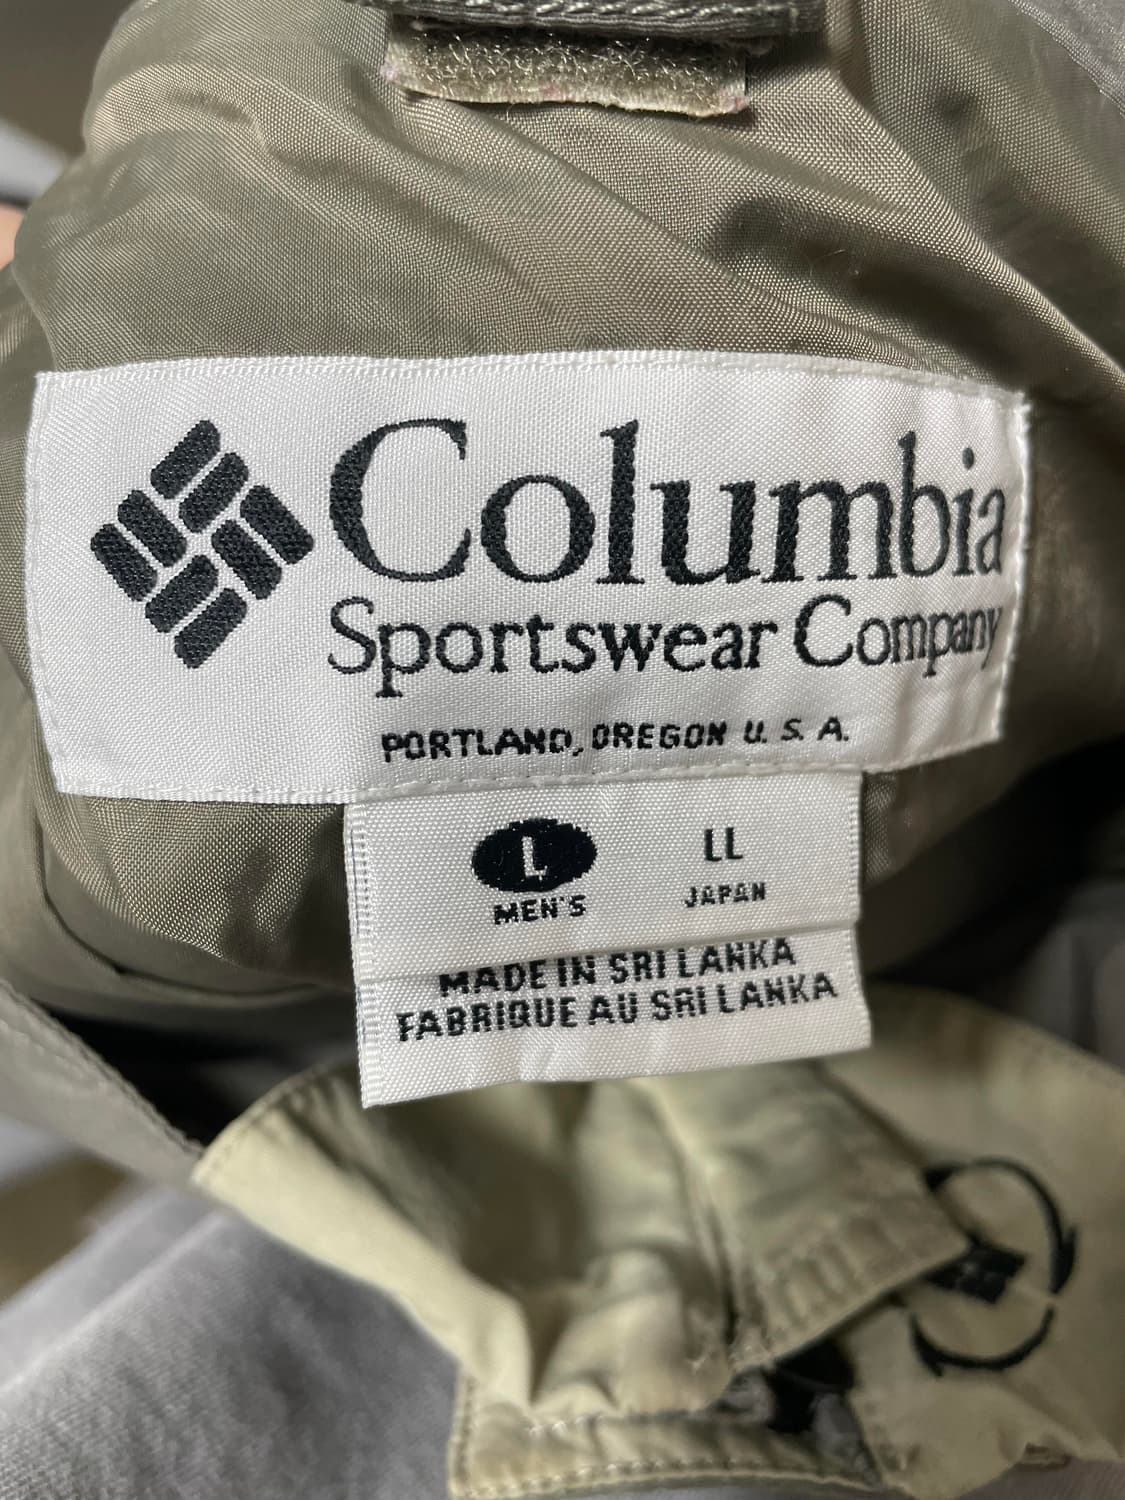 Columbia
Sportswear Company
PORTLAND, OREGON U. S. A.
L LL
MEN'S JAPAN
MADE IN SRI LANKA
FABRIQUE AU SRI LANKA